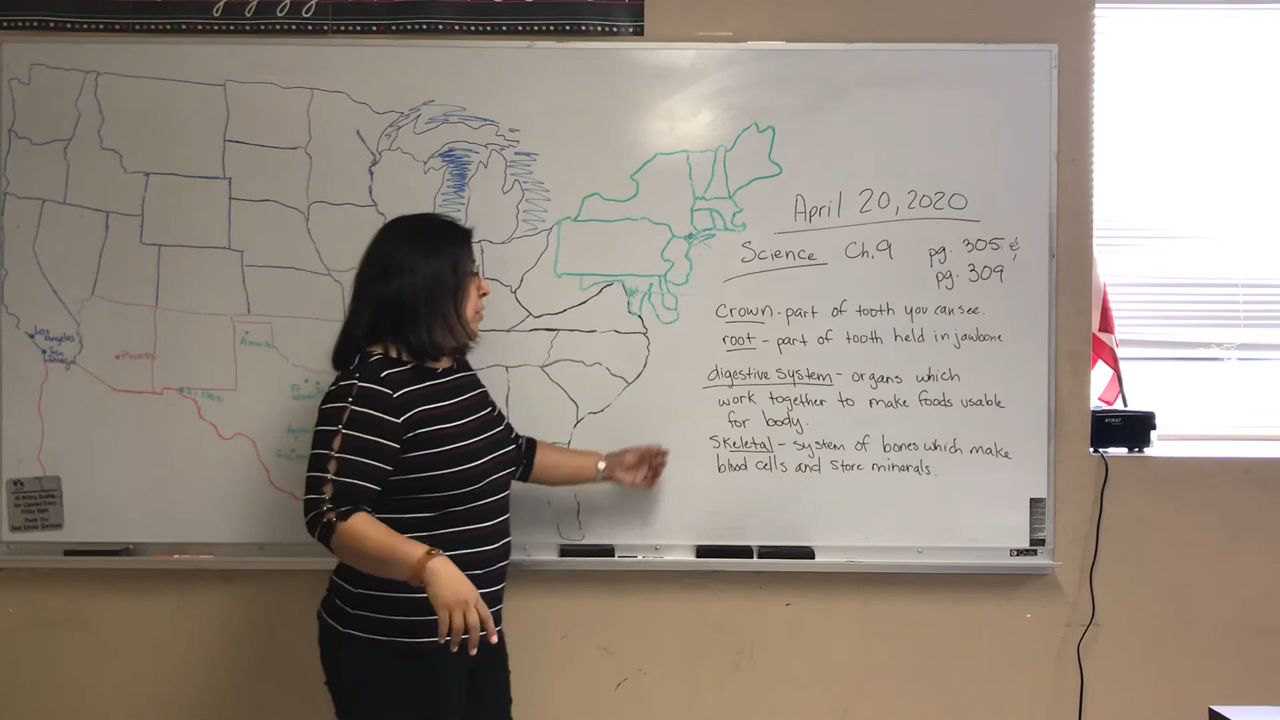 April 20, 2020
Science Ch. 9 pg. 305 &
pg. 309
Crown - part of tooth you can see.
root - part of tooth held in jawbone
digestive system - organs which
work together to make foods usable
for body.
Skeletal - system of bones which make
blood cells and store minerals.
Los
Angeles
San
Diego
Phoenix